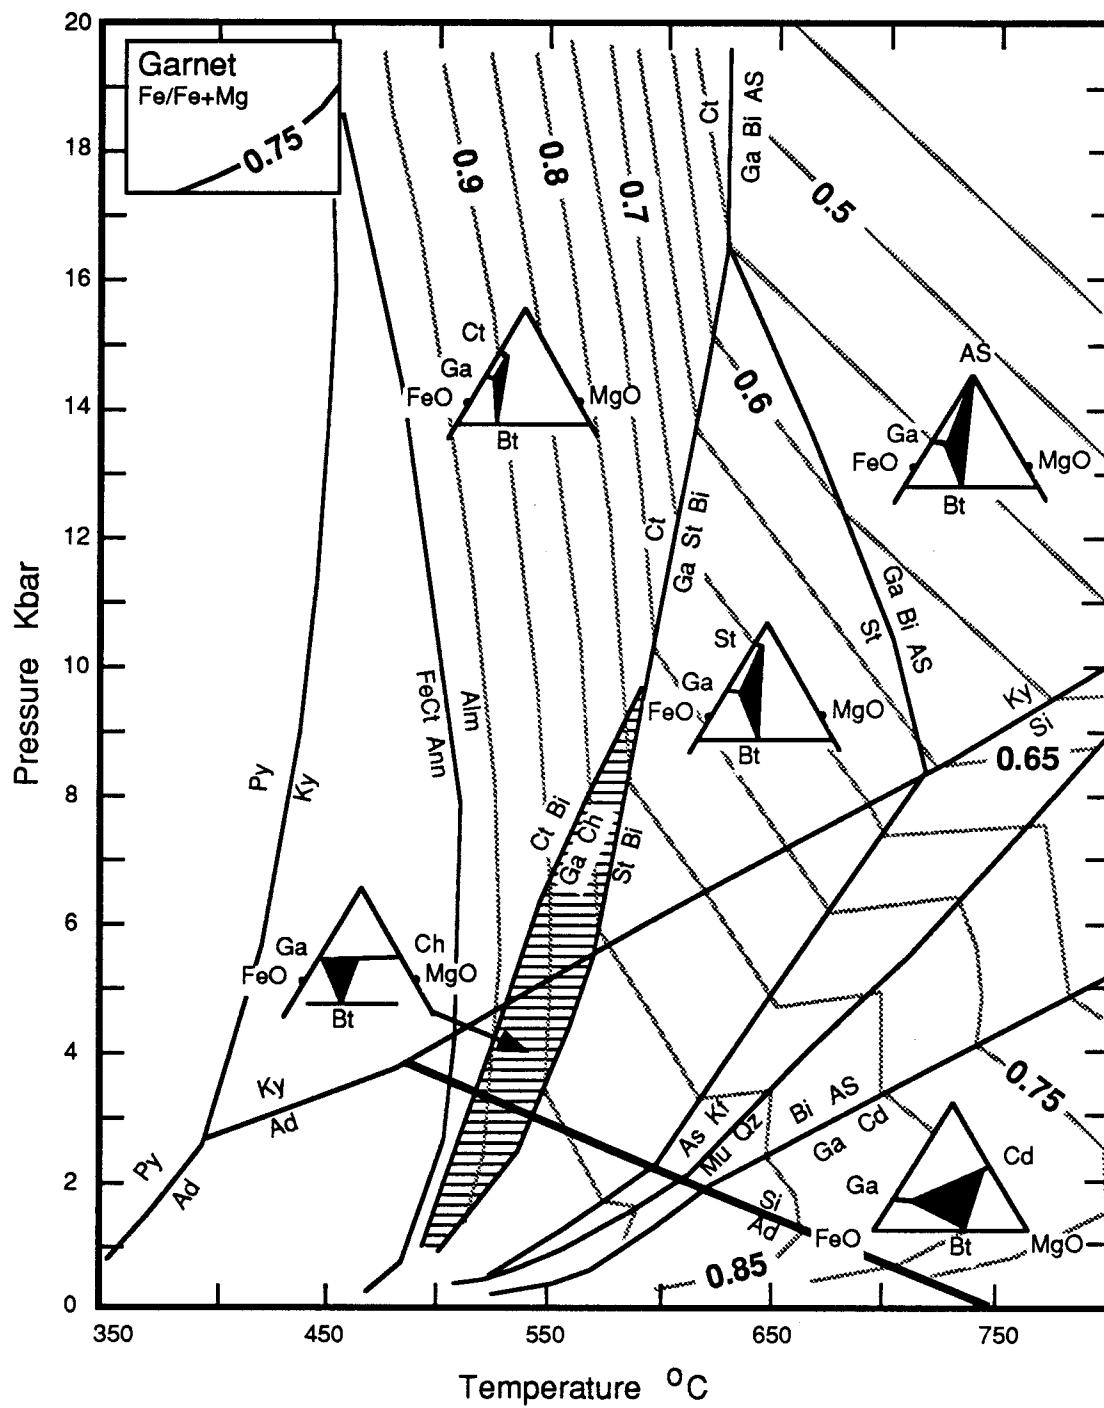 20
18
16
14
12
10
8
6
4
2
0
Pressure Kbar
Garnet
Fe/Fe+Mg
0.75
0.9
0.8
0.7
Ct
Ga Bi AS
0.5
Ct
Ga
FeO
MgO
Bt
0.6
AS
Ga
FeO
MgO
Bt
Ct
Ga St Bi
St
Ga Bi AS
St
Ga
FeO
MgO
Bt
FeCt Ann
Alm
Ky
Si
0.65
Py
Ky
Ct Bi
Ga Ch
St Bi
Ga
Ch
FeO
MgO
Bt
Ky
Ad
Py
Ad
As Kf
Mu Qz
Bi AS
Ga Cd
0.75
Si
Ad
Cd
Ga
FeO
Bt
MgO
0.85
350
450
550
650
750
Temperature °C